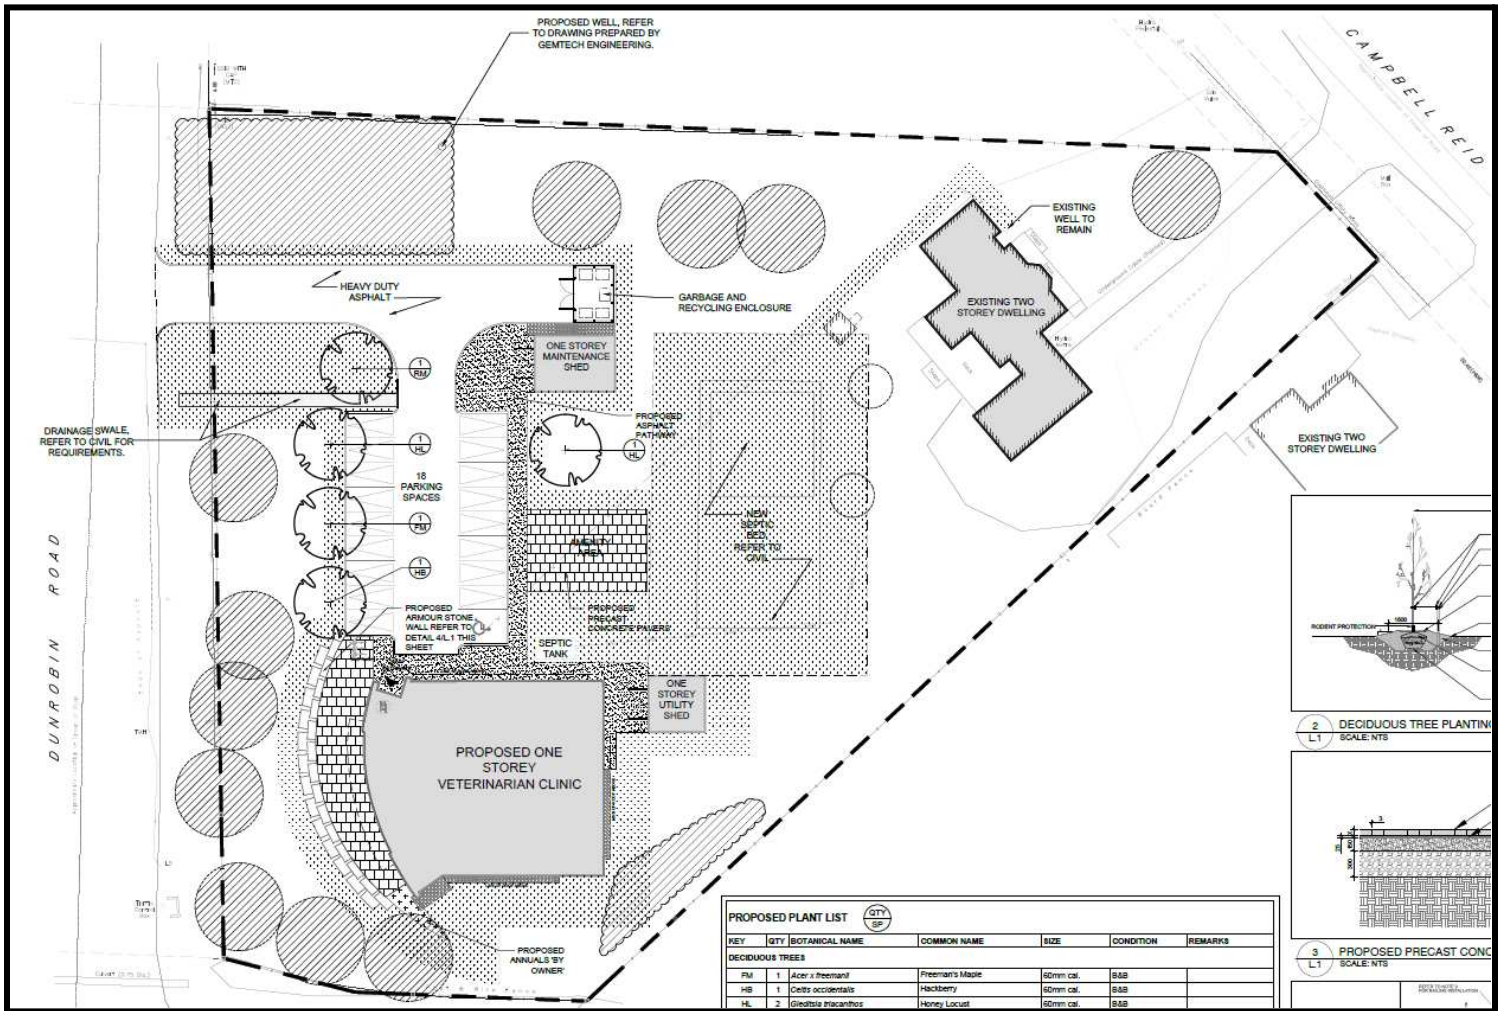 PROPOSED WELL, REFER
TO DRAWING PREPARED BY
GEMTECH ENGINEERING.
CAMPBELL REID
EXISTING
WELL TO
REMAIN
HEAVY DUTY
ASPHALT
GARBAGE AND
RECYCLING ENCLOSURE
EXISTING TWO
STOREY DWELLING
ONE STOREY
MAINTENANCE
SHED
1
RM
PROPOSED
ASPHALT
PATHWAY
DRAINAGE SWALE,
REFER TO CIVIL FOR
REQUIREMENTS.
1
HL
1
HL
EXISTING TWO
STOREY DWELLING
18
PARKING
SPACES
1
FM
NEW
SEPTIC
BED,
REFER TO
CIVIL
AMENITY
AREA
1
HB
DUNROBIN ROAD
PROPOSED
ARMOUR STONE
WALL REFER TO
DETAIL 4/L.1 THIS
SHEET
PROPOSED
PRECAST
CONCRETE PAVERS
SEPTIC
TANK
RODENT PROTECTION
1800
ONE
STOREY
UTILITY
SHED
2
L.1
DECIDUOUS TREE PLANTING
SCALE: NTS
PROPOSED ONE
STOREY
VETERINARIAN CLINIC
3
300
PROPOSED
ANNUALS 'BY
OWNER'
3
L.1
PROPOSED PRECAST CONC
SCALE: NTS
PROPOSED PLANT LIST QTY
SP
KEY QTY BOTANICAL NAME COMMON NAME SIZE CONDITION REMARKS
DECIDUOUS TREES
FM 1 Acer x freemanii Freeman's Maple 60mm cal. B&B
HB 1 Celtis occidentalis Hackberry 60mm cal. B&B
HL 2 Gleditsia triacanthos Honey Locust 60mm cal. B&B